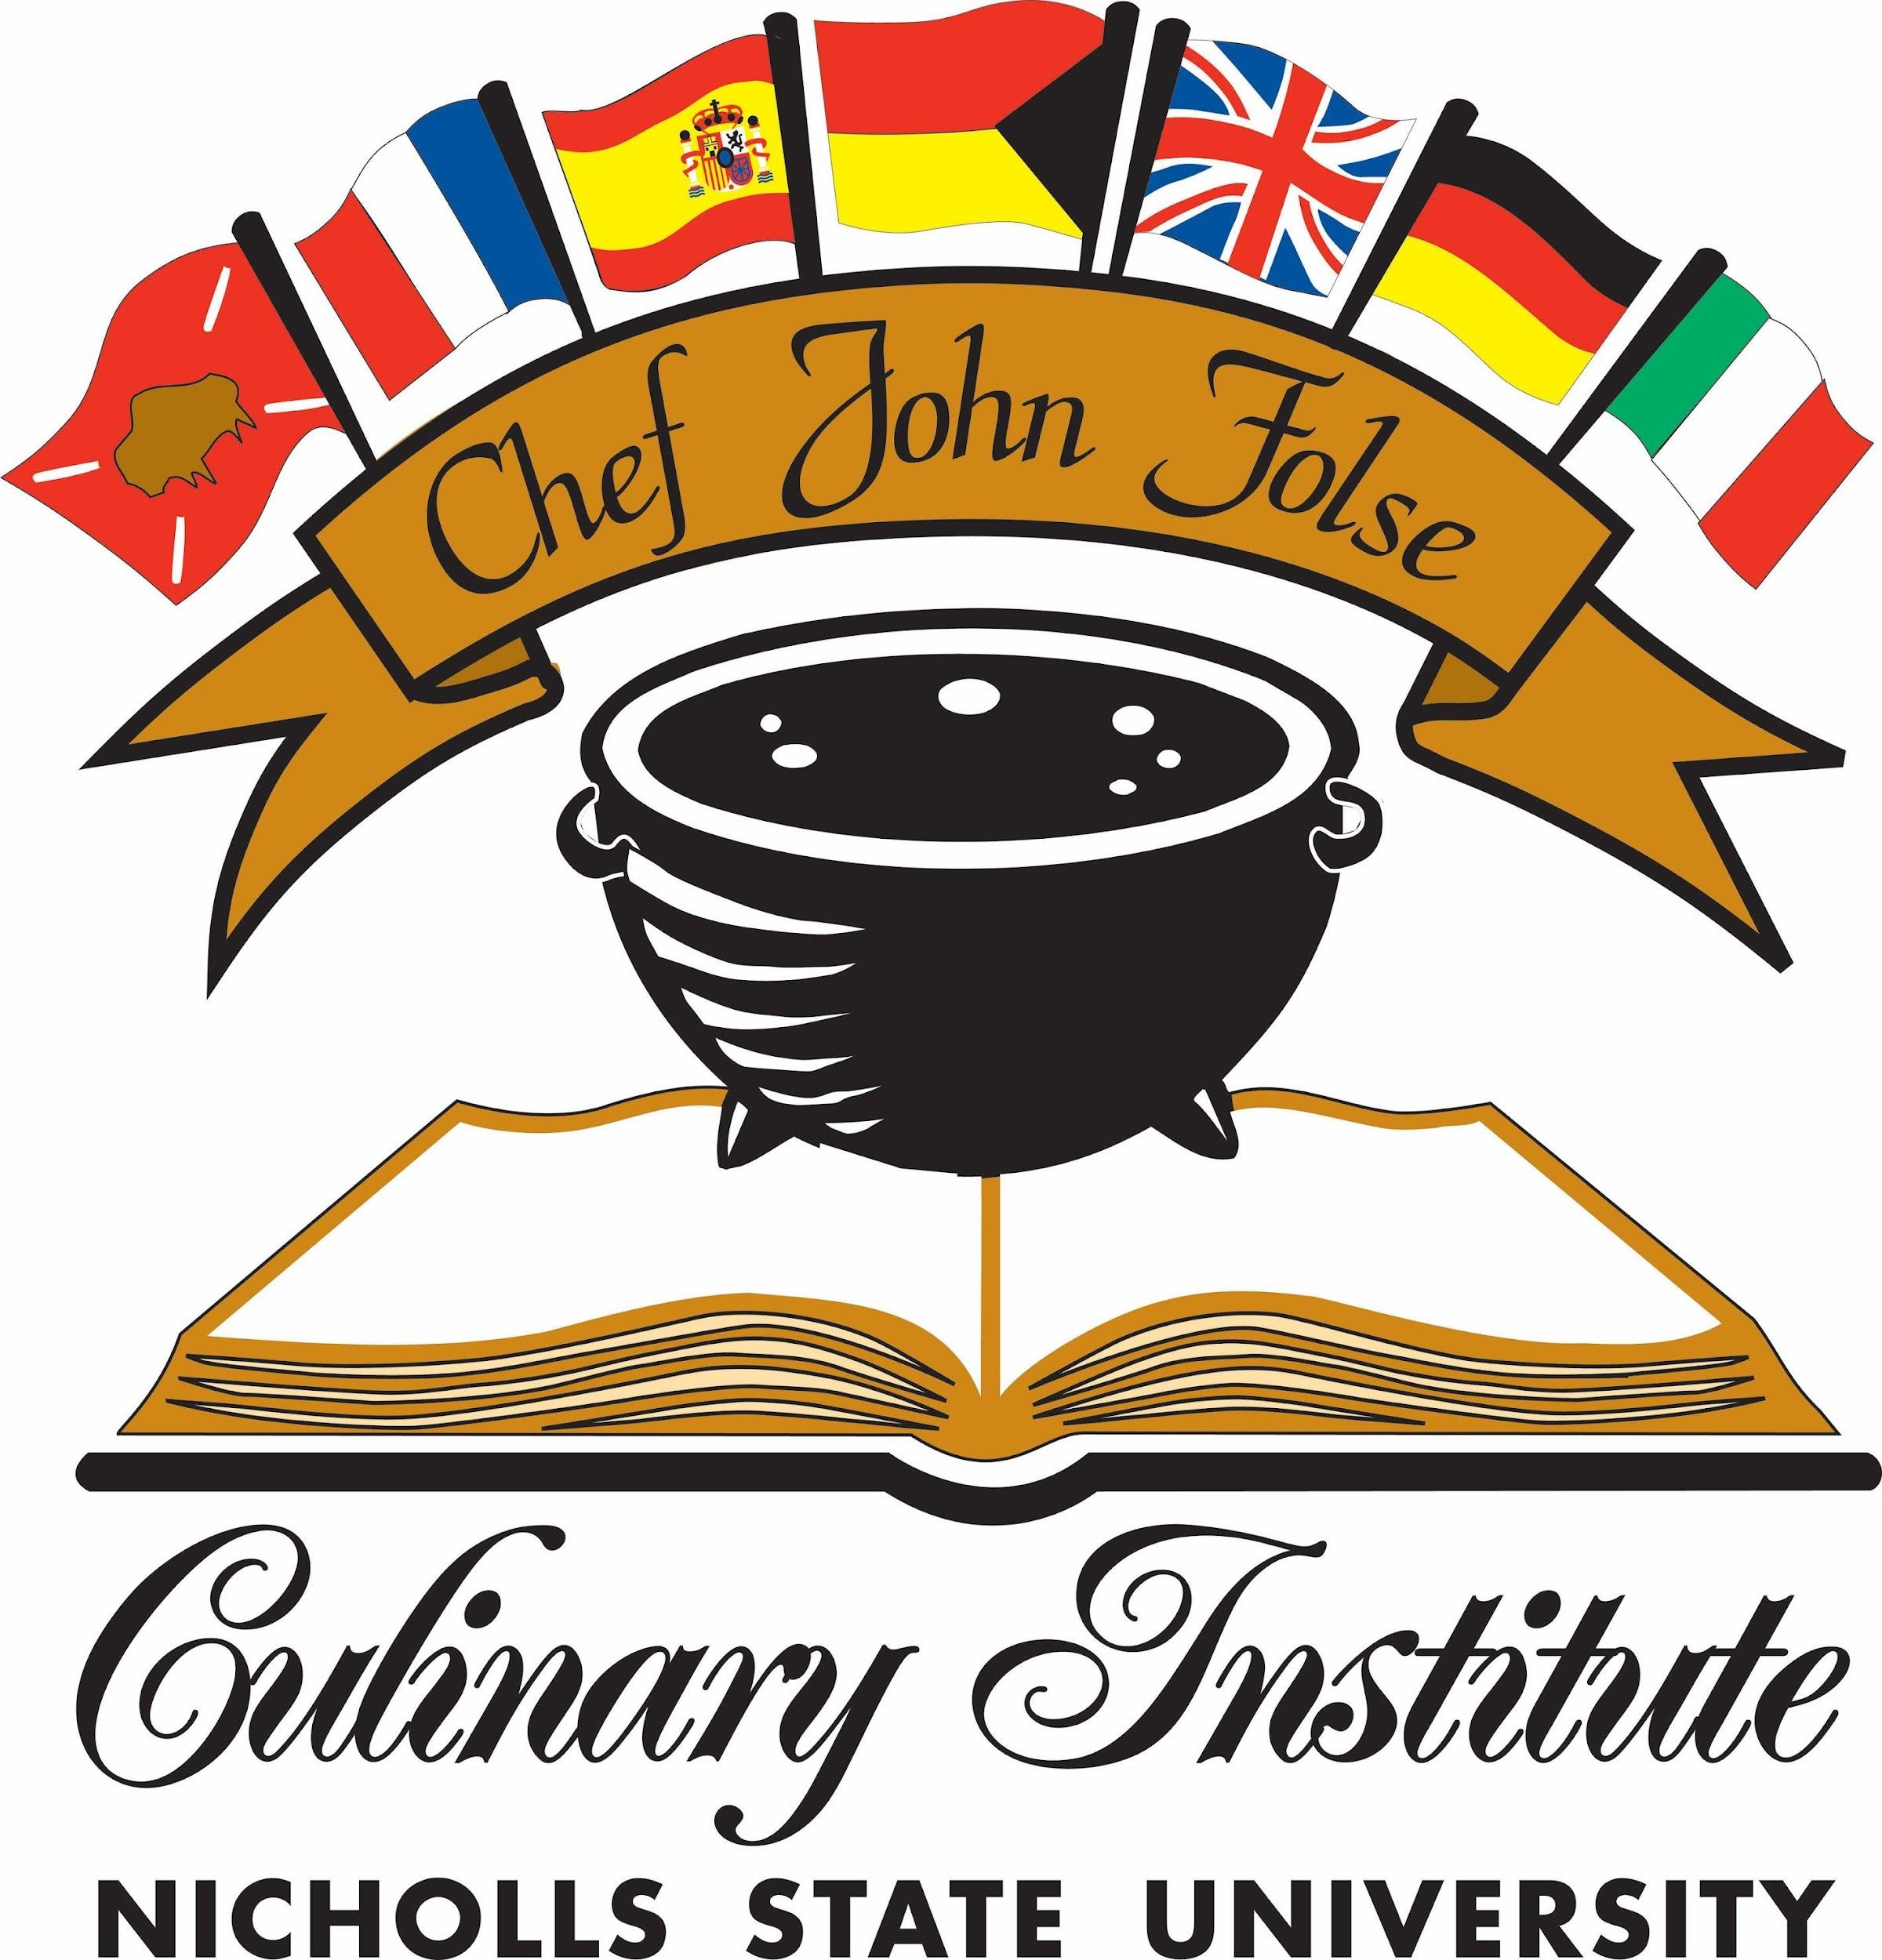 Chef John Folse
Culinary Institute
NICHOLLS STATE UNIVERSITY